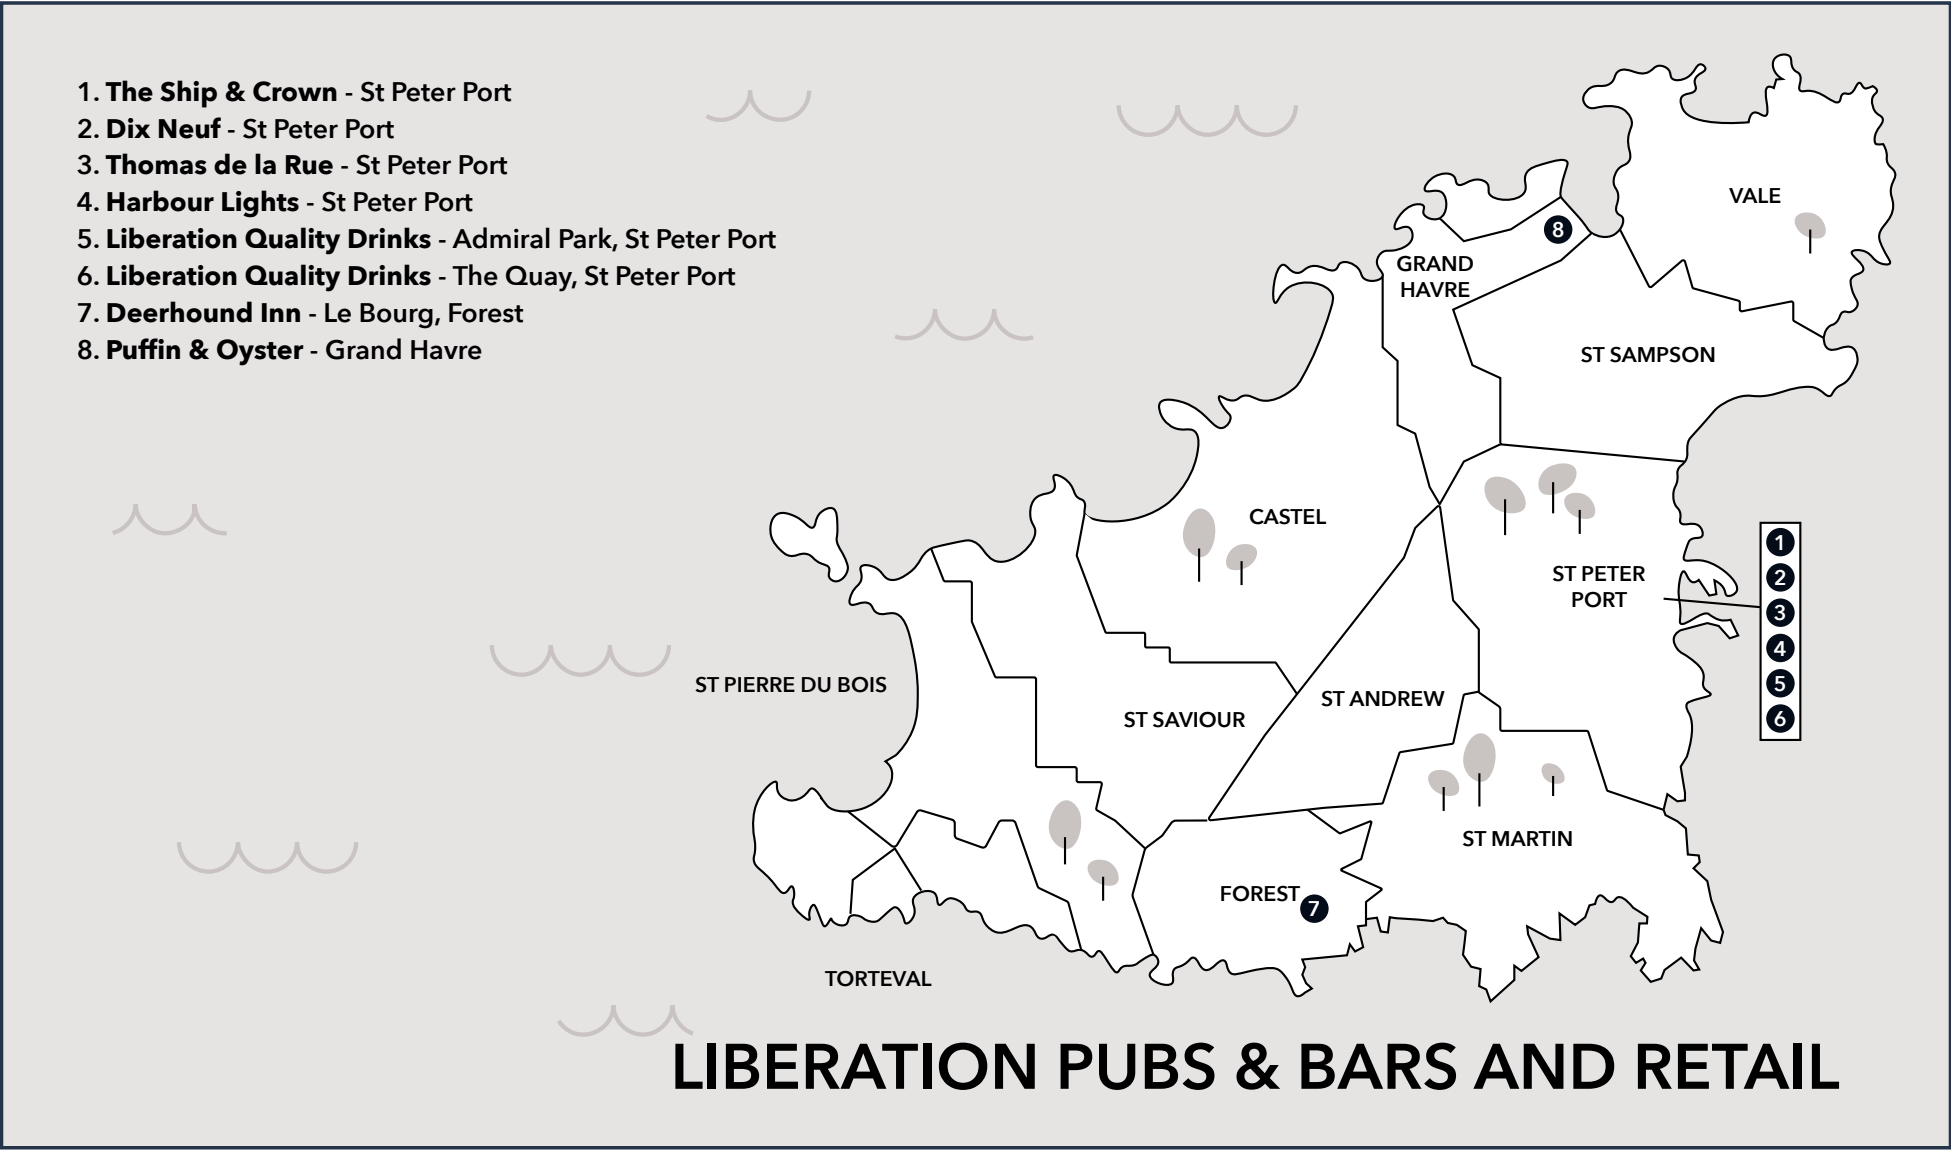 1. The Ship & Crown - St Peter Port
2. Dix Neuf - St Peter Port
3. Thomas de la Rue - St Peter Port
4. Harbour Lights - St Peter Port
5. Liberation Quality Drinks - Admiral Park, St Peter Port
6. Liberation Quality Drinks - The Quay, St Peter Port
7. Deerhound Inn - Le Bourg, Forest
8. Puffin & Oyster - Grand Havre
VALE
8
GRAND
HAVRE
ST SAMPSON
CASTEL
ST PETER
PORT
1
2
3
4
5
6
ST PIERRE DU BOIS
ST SAVIOUR
ST ANDREW
ST MARTIN
FOREST
7
TORTEVAL
LIBERATION PUBS & BARS AND RETAIL